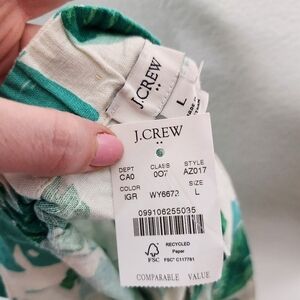 J.CREW
L
J.CREW
DEPT CLASS STYLE
CA0 007 AZ017
COLOR SIZE
IGR WY6673 L
099106255035
FSC
RECYCLED
Paper
FSC® C117781
COMPARABLE VALUE